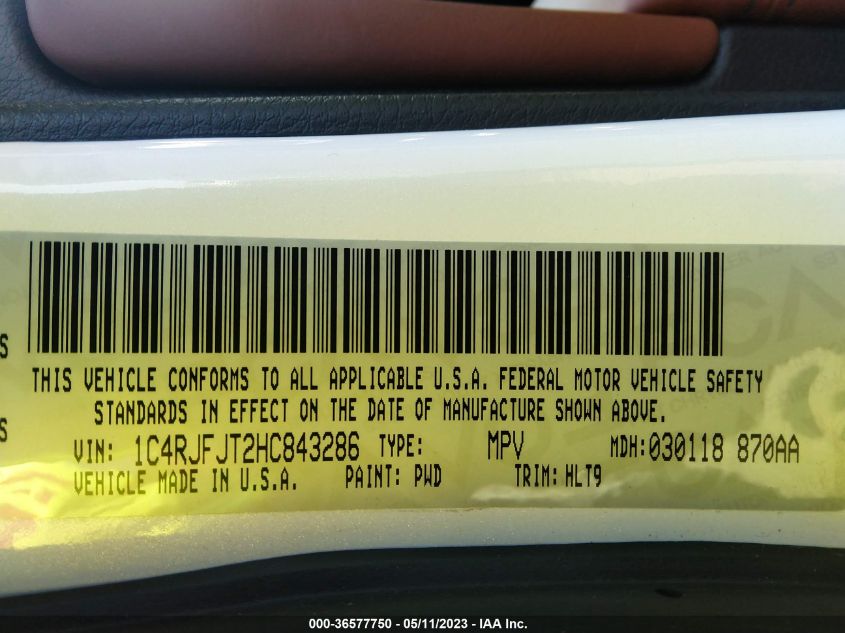 S
THIS VEHICLE CONFORMS TO ALL APPLICABLE U.S.A. FEDERAL MOTOR VEHICLE SAFETY
STANDARDS IN EFFECT ON THE DATE OF MANUFACTURE SHOWN ABOVE.
S
VIN: 1C4RJFJT2HC843286 TYPE: MPV MDH:030118 870AA
VEHICLE MADE IN U.S.A. PAINT: PWD TRIM: HLT9
000-36577750 - 05/11/2023 - IAA Inc.